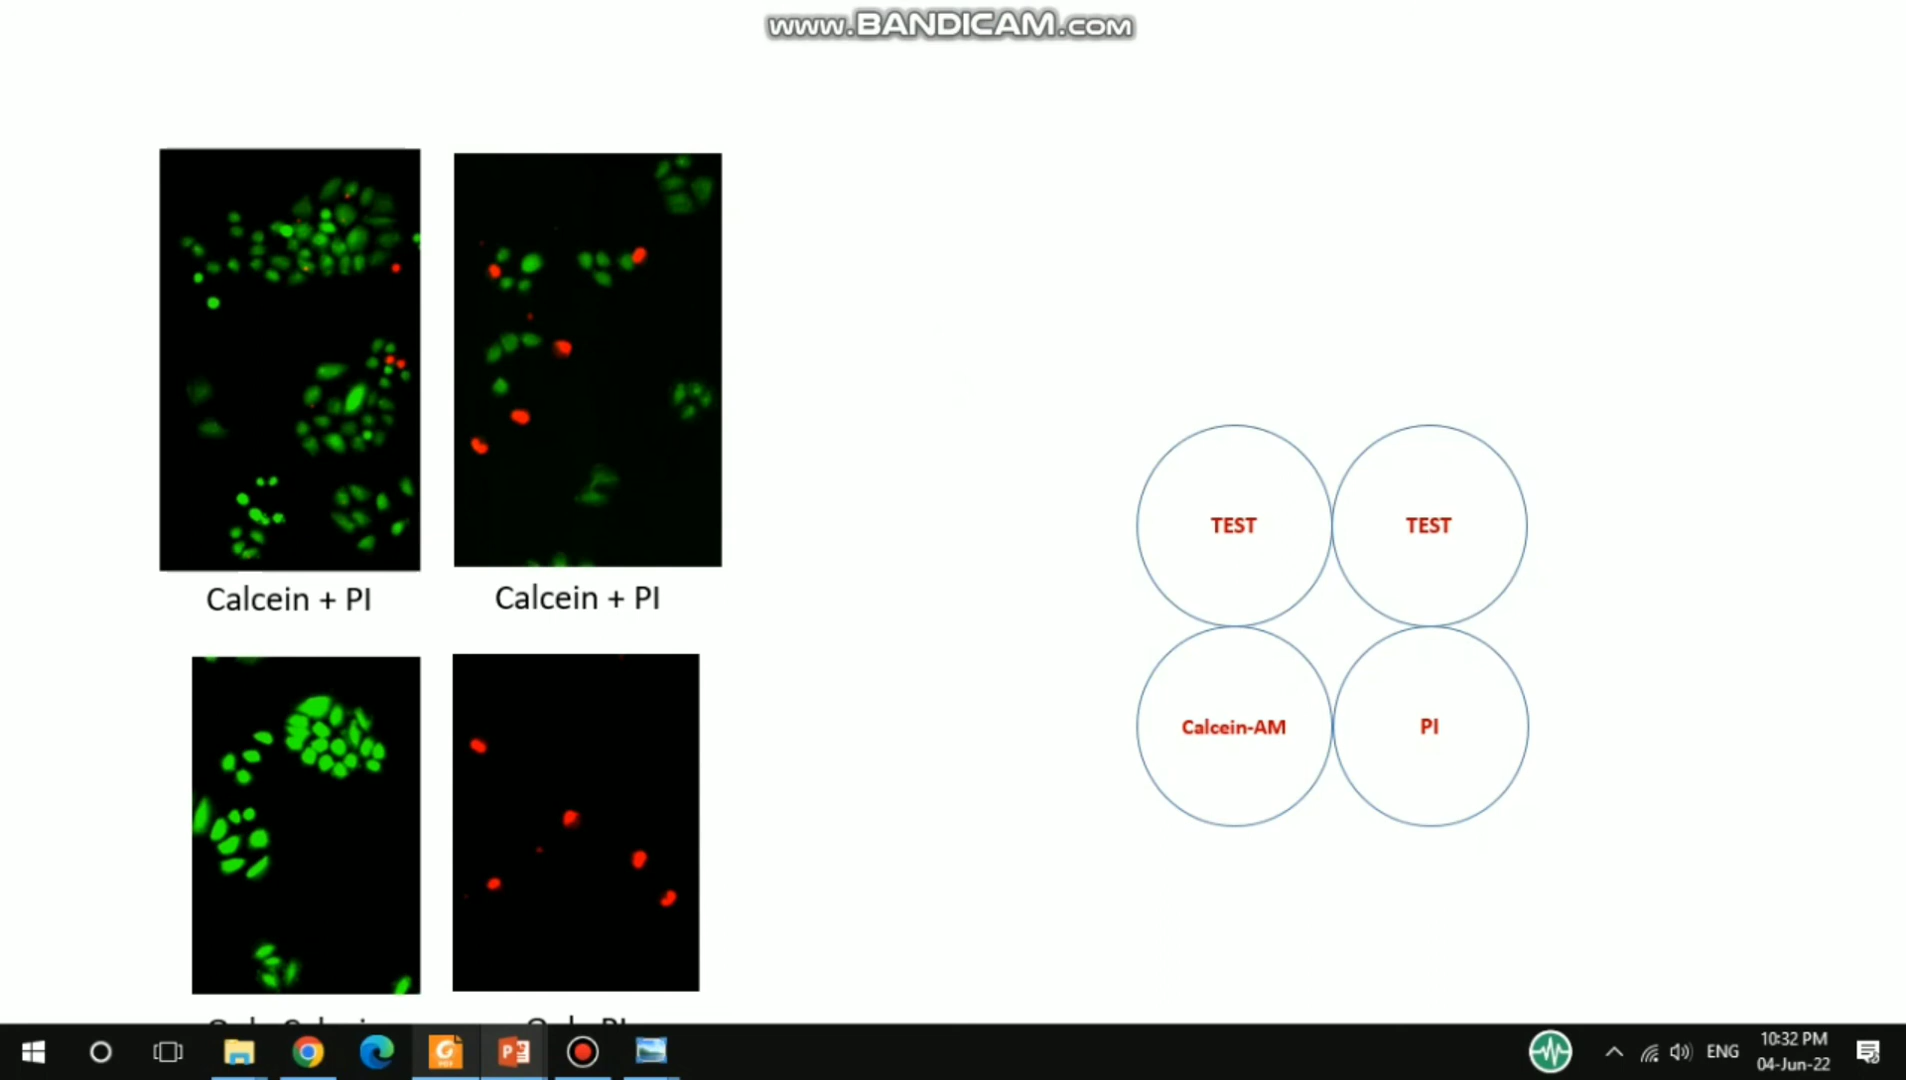 www.BANDICAM.com
Calcein + PI
Calcein + PI
TEST
TEST
Calcein-AM
PI
ENG
10:32 PM
04-Jun-22